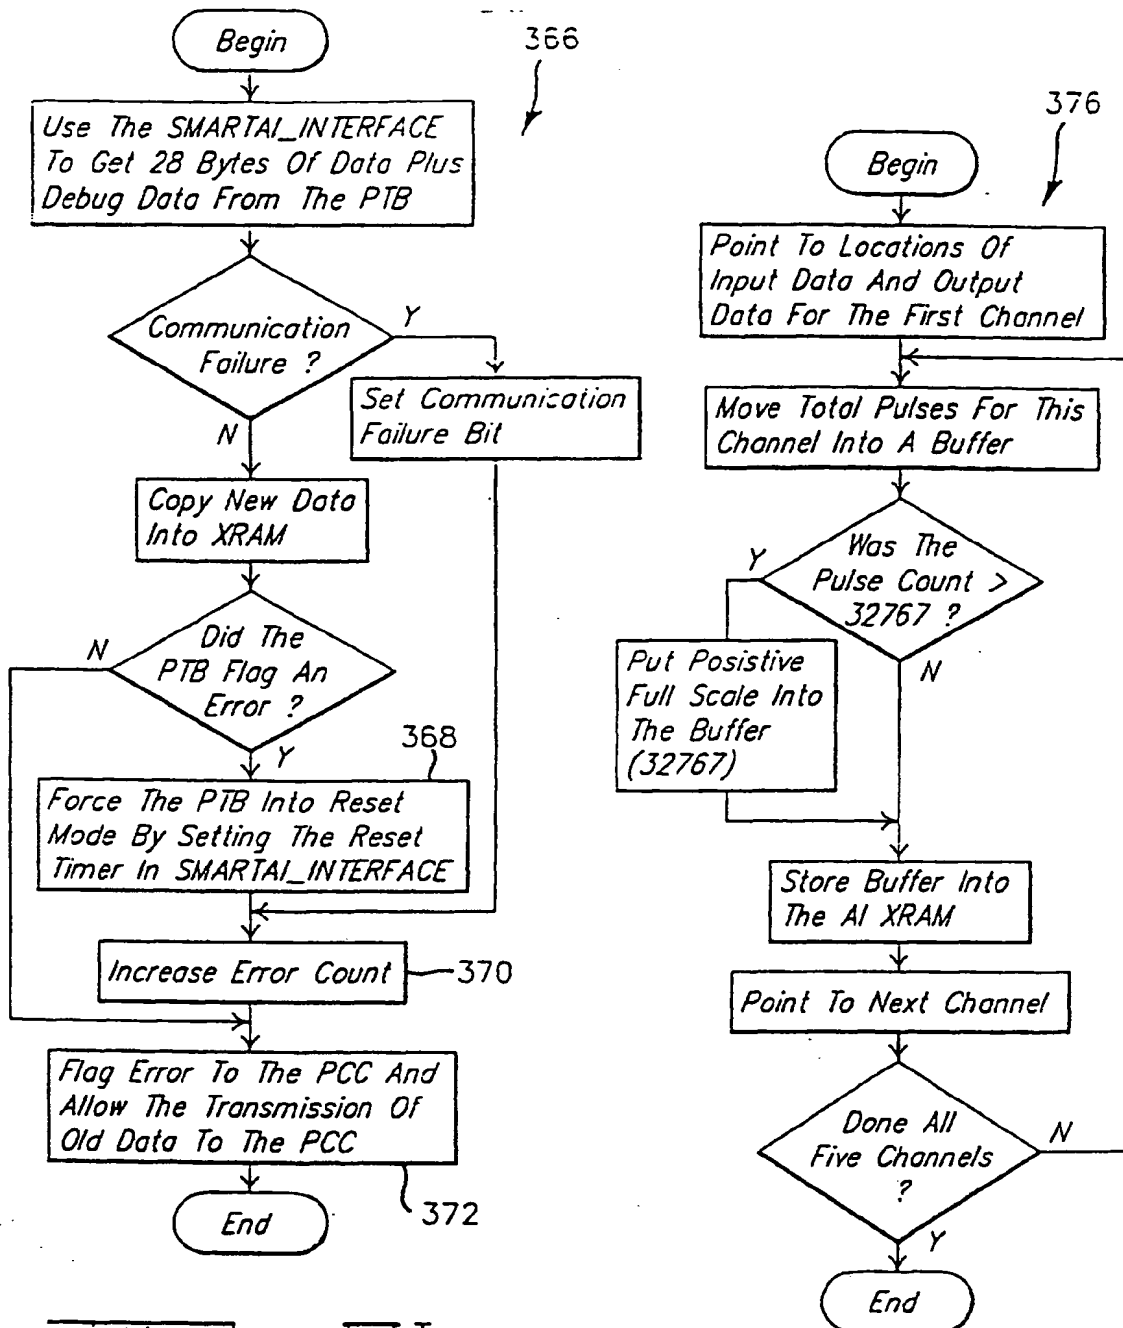 Begin
366
Use The SMARTAI_INTERFACE
To Get 28 Bytes Of Data Plus
Debug Data From The PTB
Communication
Failure ?
Y
N
Set Communication
Failure Bit
Copy New Data
Into XRAM
Did The
PTB Flag An
Error ?
N
Y
368
Force The PTB Into Reset
Mode By Setting The Reset
Timer In SMARTAI_INTERFACE
Increase Error Count
370
Flag Error To The PCC And
Allow The Transmission Of
Old Data To The PCC
372
End
376
Begin
Point To Locations Of
Input Data And Output
Data For The First Channel
Move Total Pulses For This
Channel Into A Buffer
Was The
Pulse Count >
32767 ?
Y
N
Put Posistive
Full Scale Into
The Buffer
(32767)
Store Buffer Into
The AI XRAM
Point To Next Channel
Done All
Five Channels
?
N
Y
End